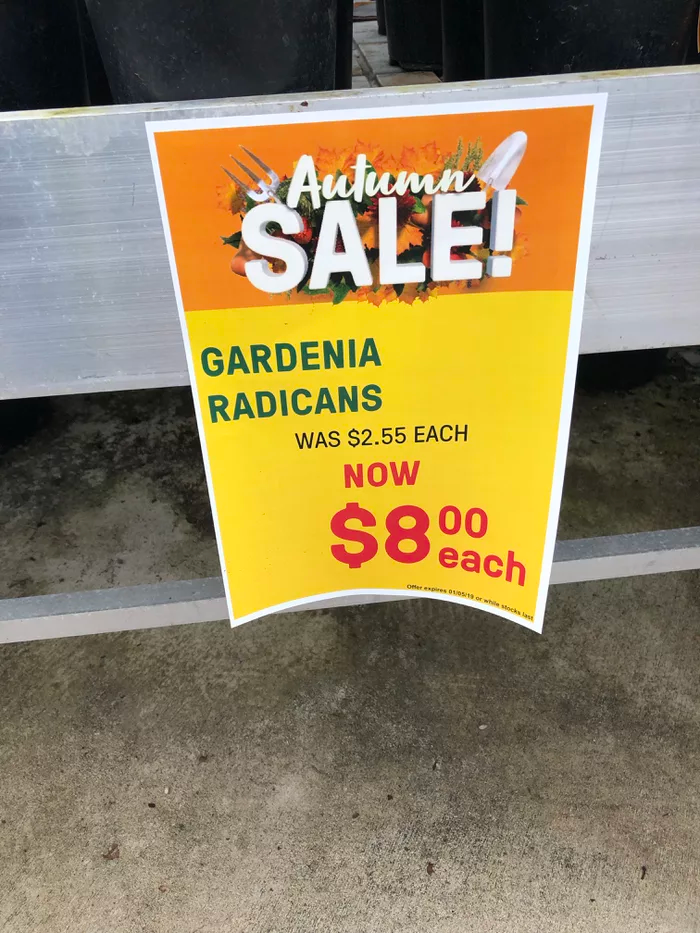 Autumn
SALE!
GARDENIA
RADICANS
WAS $2.55 EACH
NOW
$8 00
each
Offer expires 01/05/19 or while stocks last